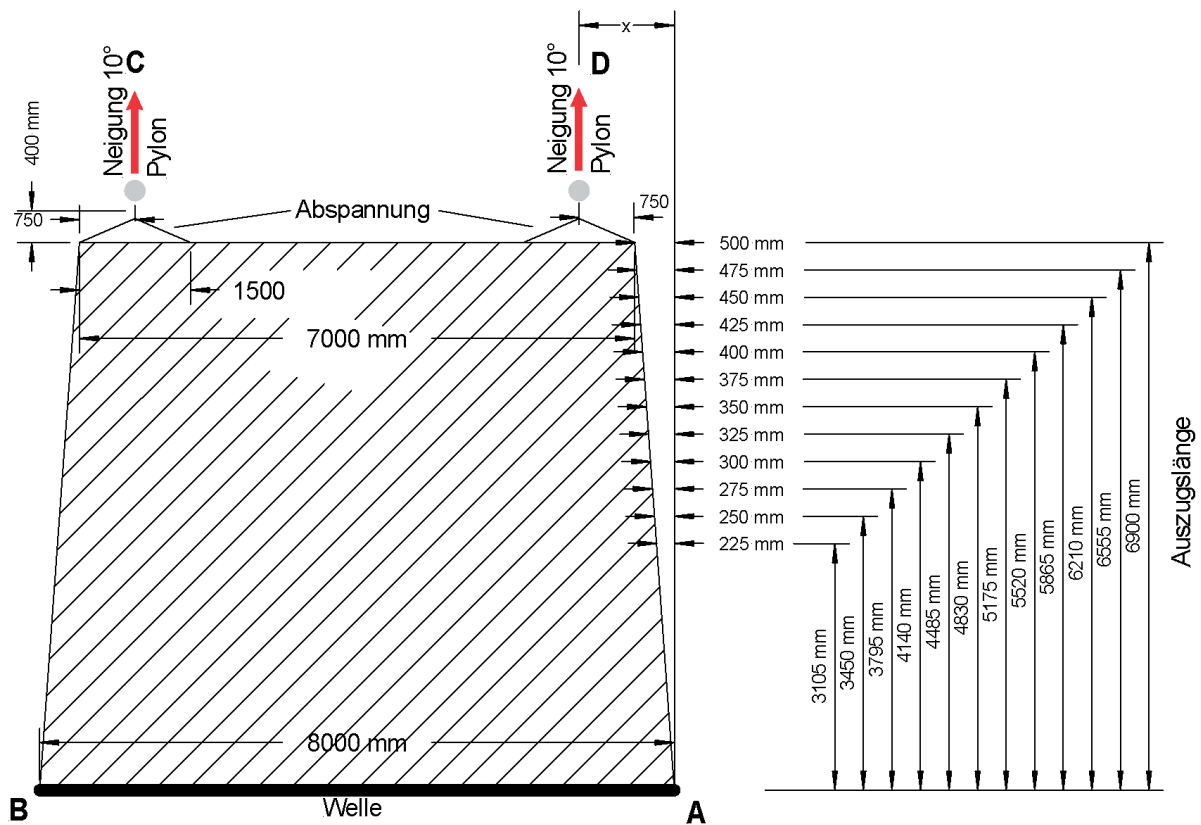 x
C
D
Neigung 10°
Pylon
Neigung 10°
Pylon
400 mm
750
Abspannung
750
1500
7000 mm
500 mm
475 mm
450 mm
425 mm
400 mm
375 mm
350 mm
325 mm
300 mm
275 mm
250 mm
225 mm
3105 mm
3450 mm
3795 mm
4140 mm
4485 mm
4830 mm
5175 mm
5520 mm
5865 mm
6210 mm
6555 mm
6900 mm
Auszugslänge
8000 mm
B
Welle
A